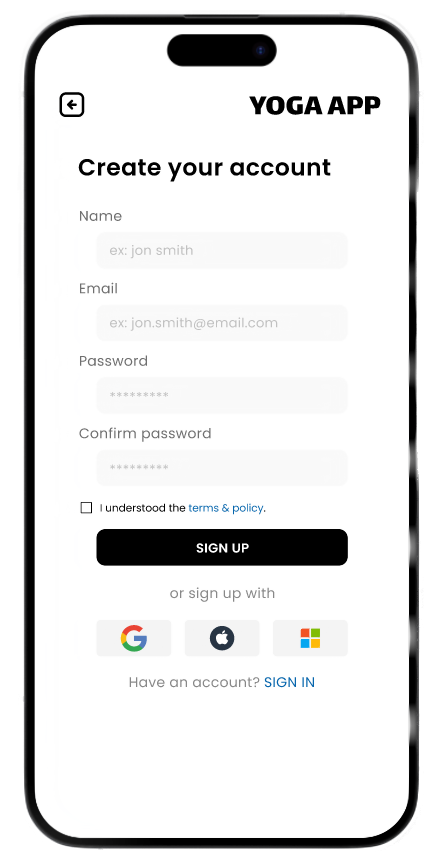 YOGA APP
Create your account
Name
ex: jon smith
Email
ex: jon.smith@email.com
Password
*********
Confirm password
*********
I understood the terms & policy.
SIGN UP
or sign up with
Have an account? SIGN IN